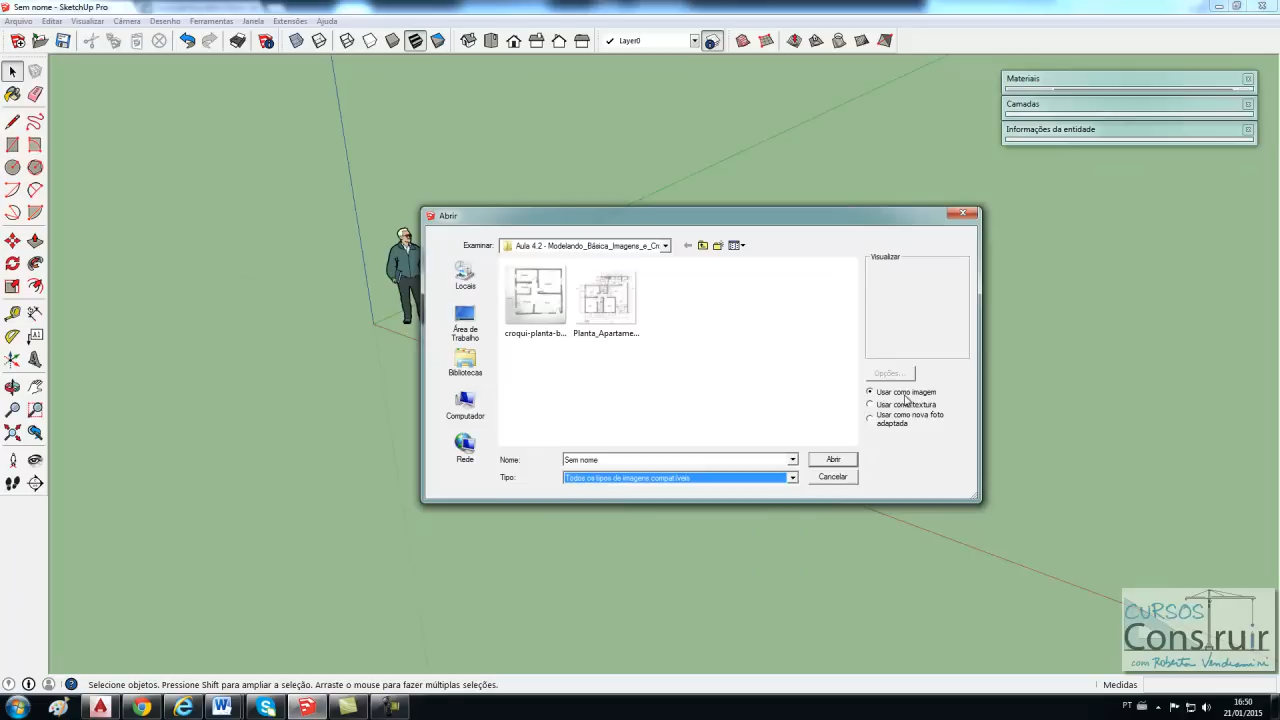 Sem nome - SketchUp Pro
Arquivo Editar Visualizar Câmera Desenho Ferramentas Janela Extensões Ajuda
Layer0
Materiais
Camadas
Informações da entidade
Abrir
Examinar: Aula 4.2 - Modelando_Básica_Imagens_e_Cr
Visualizar
Locais
croqui-planta-b... Planta_Apartame...
Área de
Trabalho
Bibliotecas
Opções...
Usar como imagem
Computador
Usar como textura
Usar como nova foto
adaptada
Rede
Nome: Sem nome Abrir
Tipo: Todos os tipos de imagens compatíveis Cancelar
CURSOS
Construir
com Roberta Vendramini
Selecione objetos. Pressione Shift para ampliar a seleção. Arraste o mouse para fazer múltiplas seleções. Medidas
PT 16:50
21/01/2015